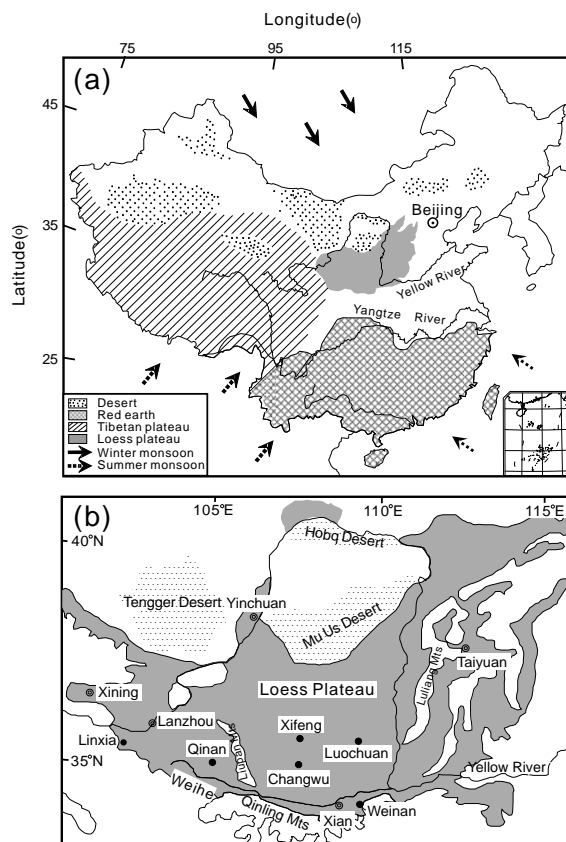 Longitude(o)
75 95 115
(a)
45
35
25
Latitude(o)
Beijing
Yellow River
Yangtze River
Desert
Red earth
Tibetan plateau
Loess plateau
Winter monsoon
Summer monsoon
(b)
105°E 110°E 115°E
40°N
35°N
Hobq Desert
Tengger Desert
Yinchuan
Mu Us Desert
Luliang Mts
Taiyuan
Loess Plateau
Xining
Lanzhou
Linxia
Qinan
Liupan Mts
Xifeng
Luochuan
Changwu
Weihe
Qinling Mts
Xian
Weinan
Yellow River